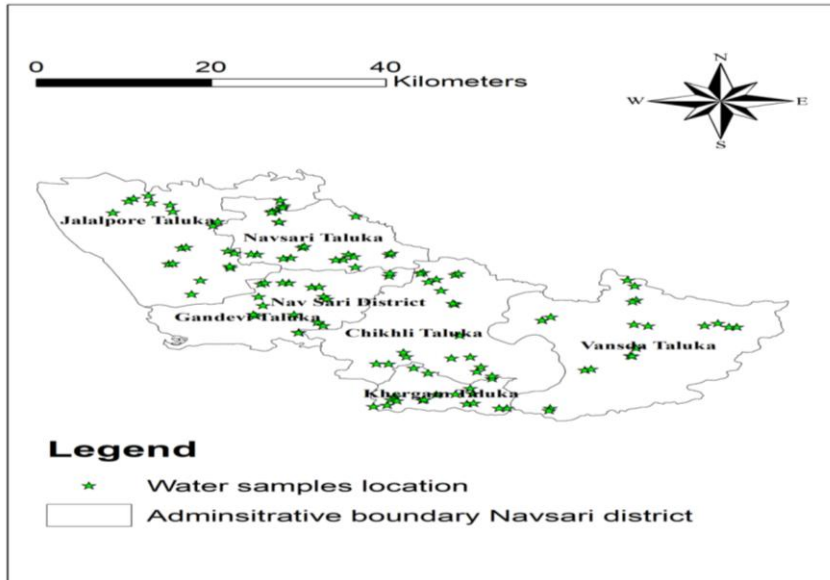 0 20 40
Kilometers
N
W E
S
Jalalpore Taluka
Navsari Taluka
Nav Sari District
Gandevi Taluka
Chikhli Taluka
Vansda Taluka
Khergam Taluka
Legend
Water samples location
Adminsitrative boundary Navsari district